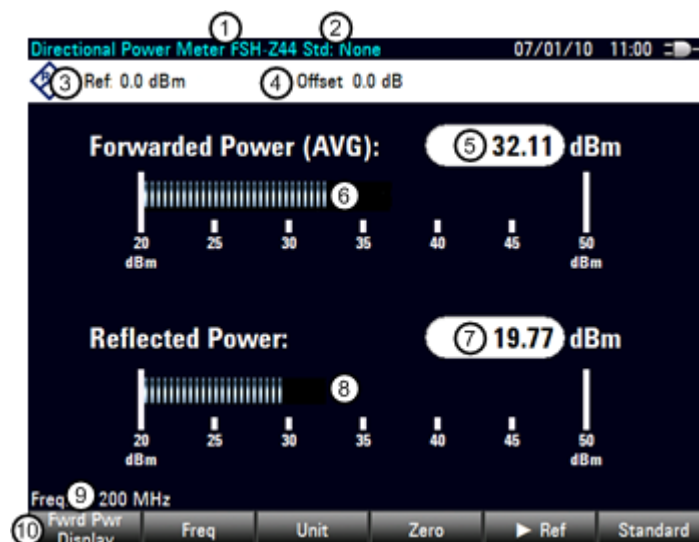 1 2
Directional Power Meter FSH-Z44 Std: None 07/01/10 11:00
R 3 Ref: 0.0 dBm 4 Offset 0.0 dB
Forwarded Power (AVG): 5 32.11 dBm
6
20 25 30 35 40 45 50
dBm dBm
Reflected Power: 7 19.77 dBm
8
20 25 30 35 40 45 50
dBm dBm
Freq: 9 200 MHz
10 Fwrd Pwr Display Freq Unit Zero ► Ref Standard